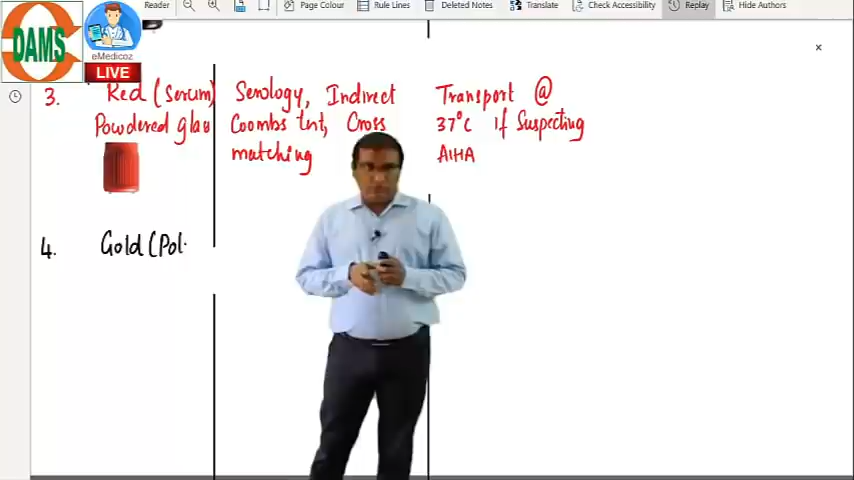 Reader
Page Colour
Rule Lines
Deleted Notes
Translate
Check Accessibility
Replay
Hide Authors
DAMS
eMedicoz
LIVE
3. Red (Serum) Serology, Indirect Transport @
Powdered glas Coombs test, Cross 37°C If Suspecting
matching AIHA
4. Gold (Pol